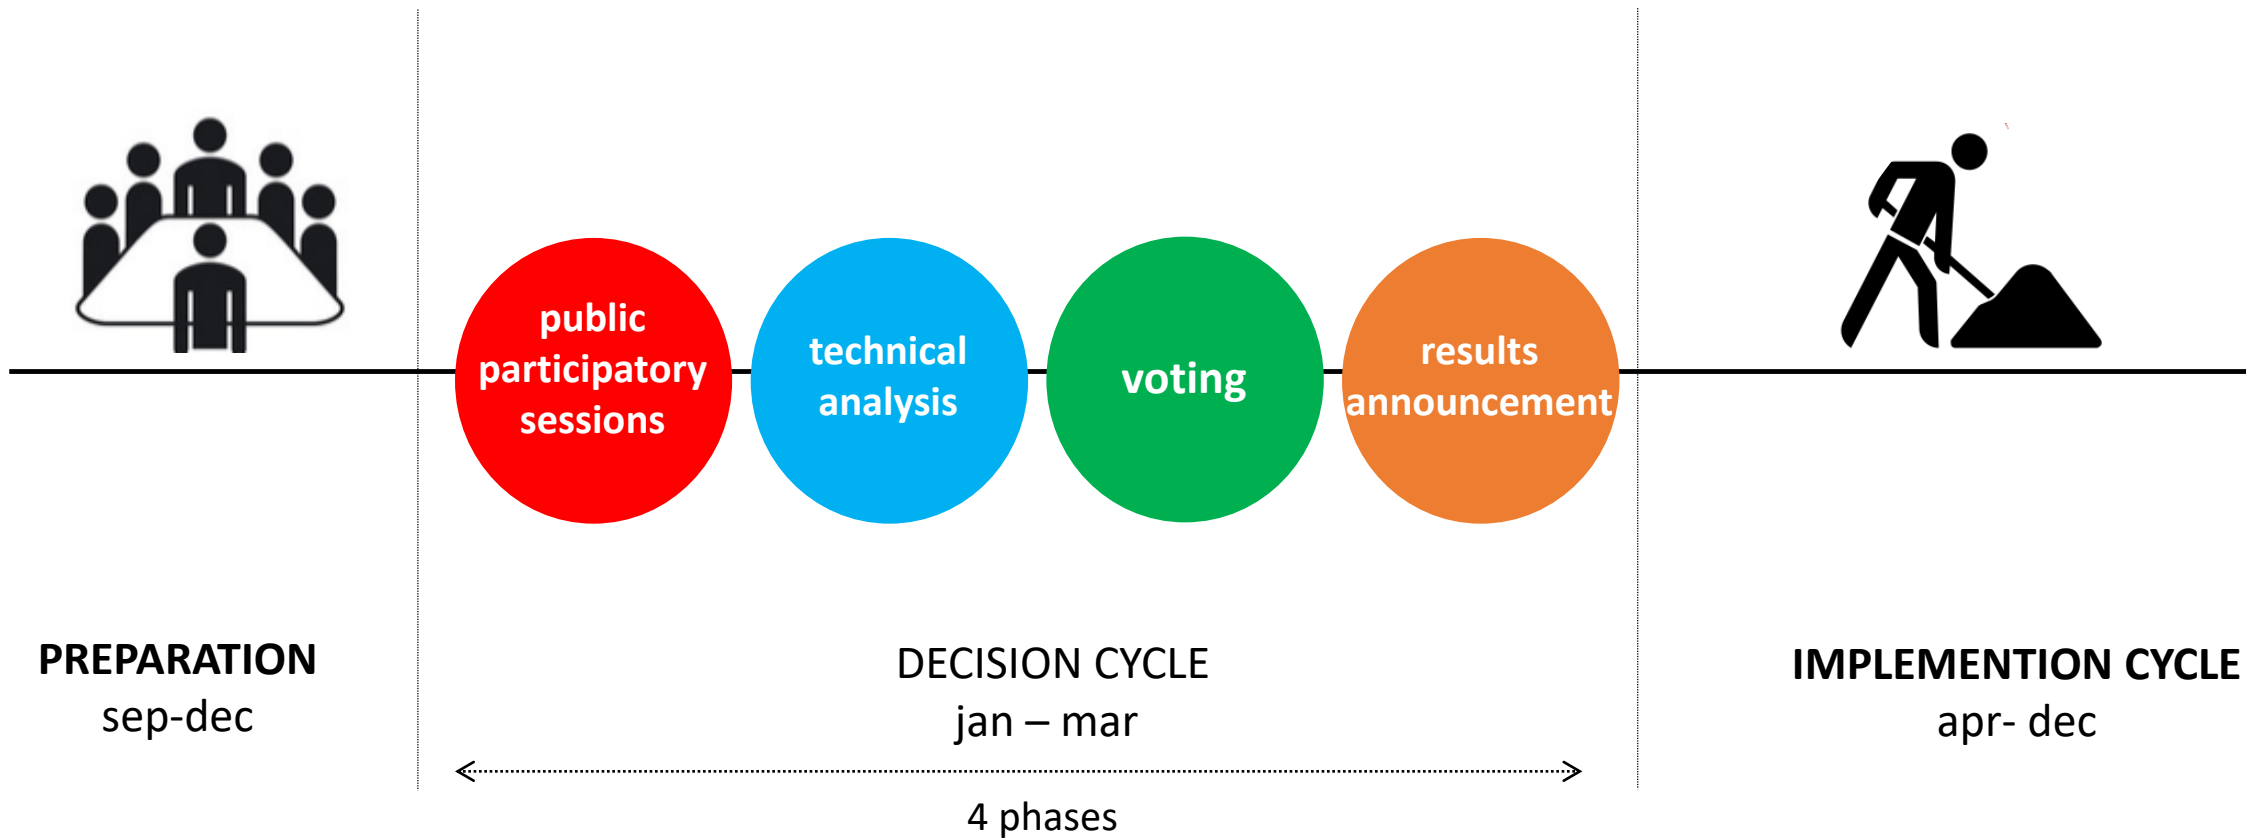 public
participatory
sessions
technical
analysis
voting
results
announcement
PREPARATION
sep-dec
DECISION CYCLE
jan – mar
4 phases
IMPLEMENTION CYCLE
apr- dec